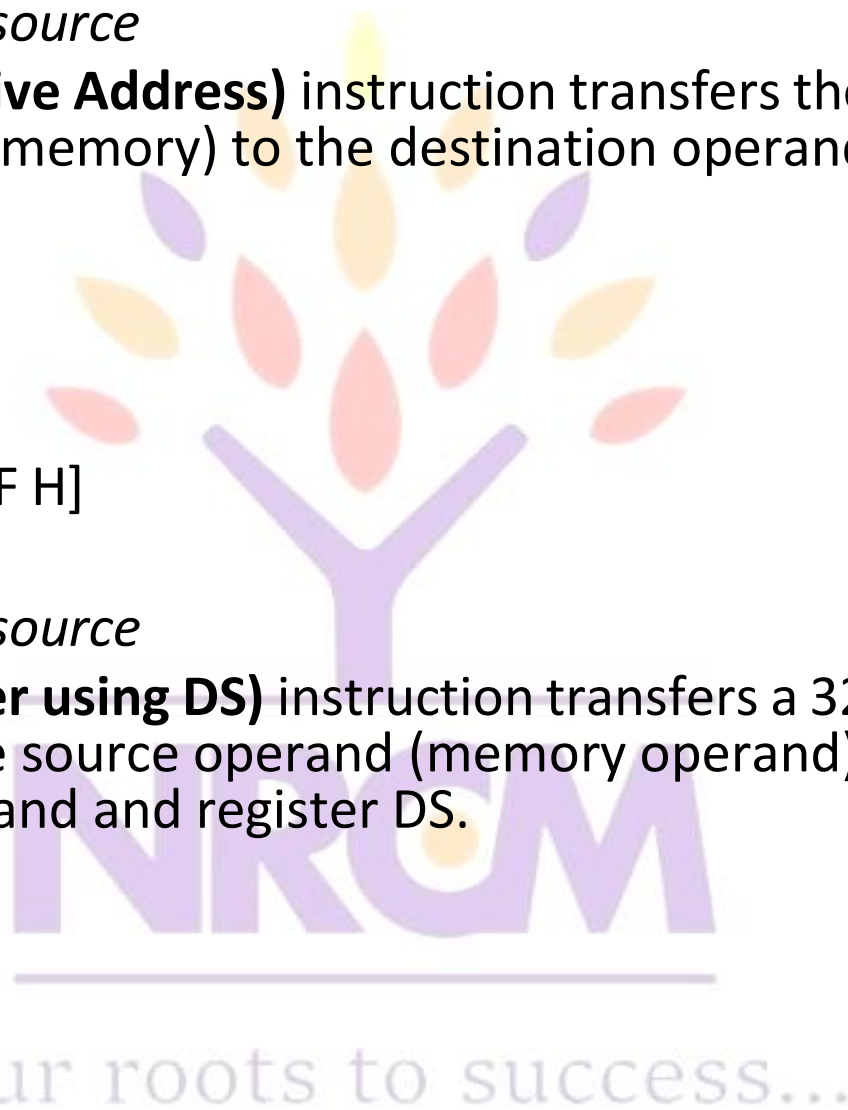 source
ive Address) instruction transfers the
memory) to the destination operand
F H]
source
er using DS) instruction transfers a 32
e source operand (memory operand)
and and register DS.
NRCM
ur roots to success...